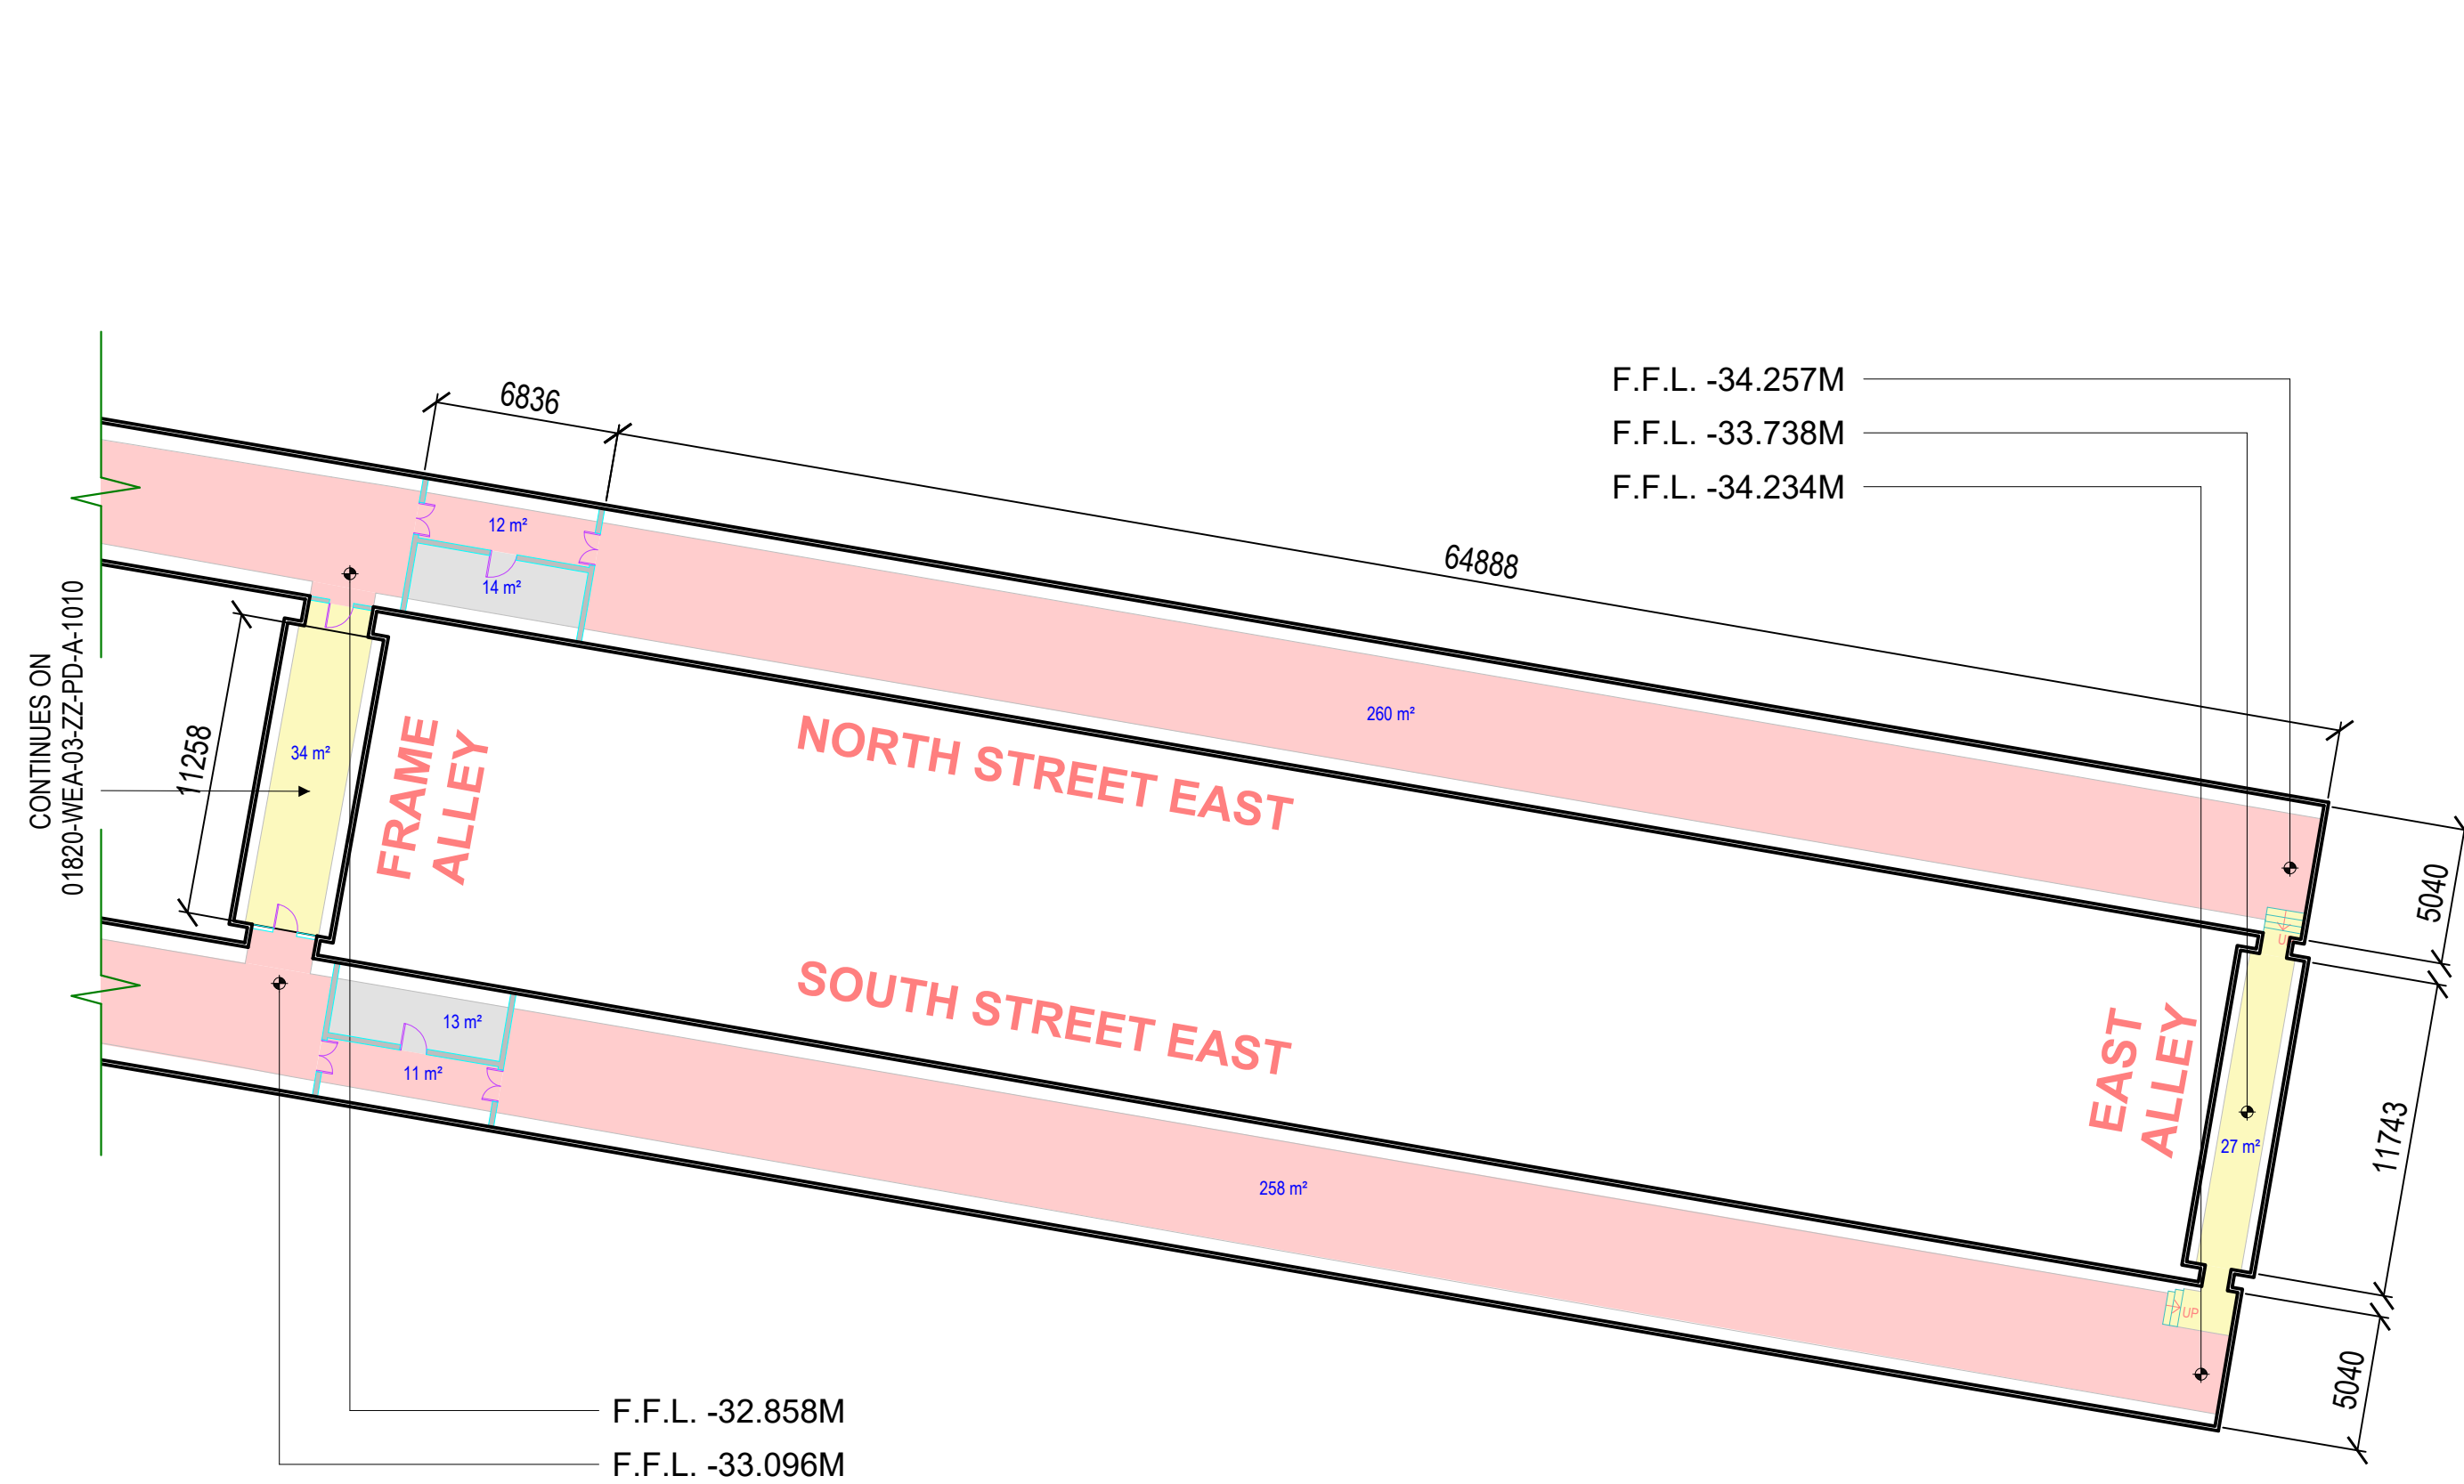 F.F.L. -34.257M
F.F.L. -33.738M
F.F.L. -34.234M
6836
64888
12 m²
14 m²
CONTINUES ON
01820-WEA-03-ZZ-PD-A-1010
11258
34 m²
FRAME
ALLEY
NORTH STREET EAST
260 m²
5040
UP
SOUTH STREET EAST
13 m²
11 m²
258 m²
EAST
ALLEY
27 m²
11743
UP
5040
F.F.L. -32.858M
F.F.L. -33.096M